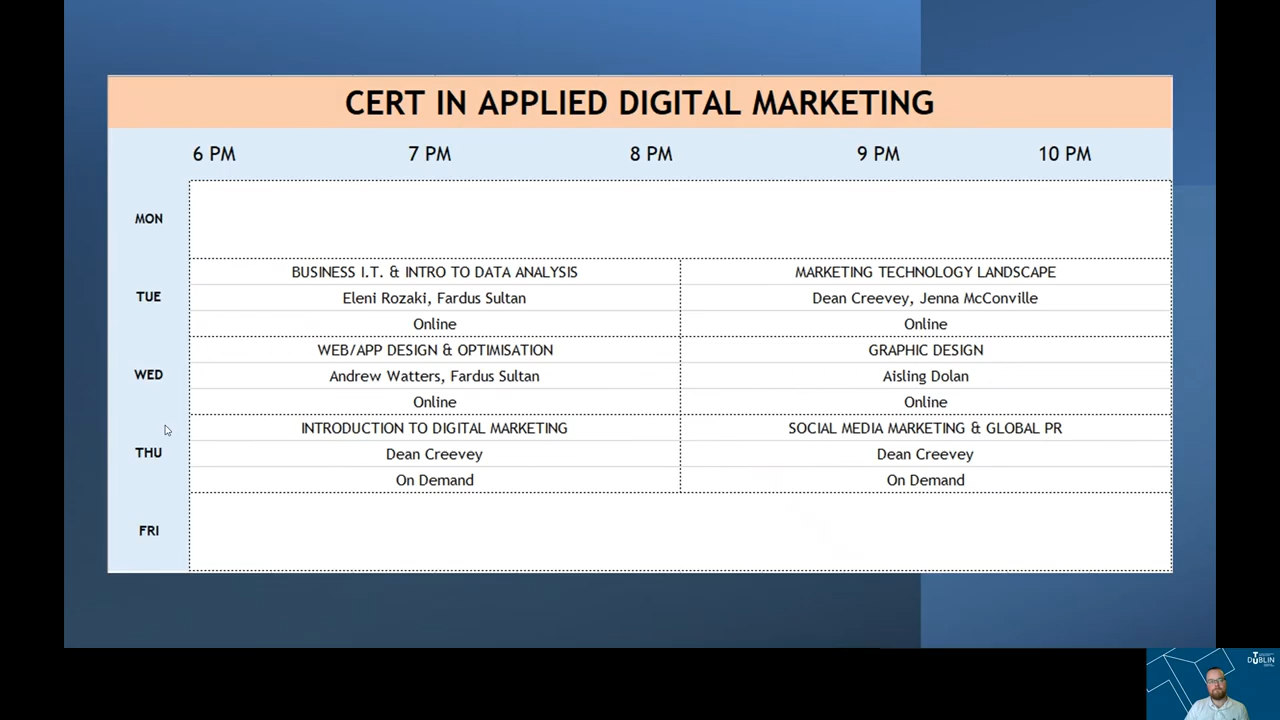 CERT IN APPLIED DIGITAL MARKETING
6 PM 7 PM 8 PM 9 PM 10 PM
MON
TUE
BUSINESS I.T. & INTRO TO DATA ANALYSIS
Eleni Rozaki, Fardus Sultan
Online
MARKETING TECHNOLOGY LANDSCAPE
Dean Creevey, Jenna McConville
Online
WED
WEB/APP DESIGN & OPTIMISATION
Andrew Watters, Fardus Sultan
Online
GRAPHIC DESIGN
Aisling Dolan
Online
THU
INTRODUCTION TO DIGITAL MARKETING
Dean Creevey
On Demand
SOCIAL MEDIA MARKETING & GLOBAL PR
Dean Creevey
On Demand
FRI
DUBLIN